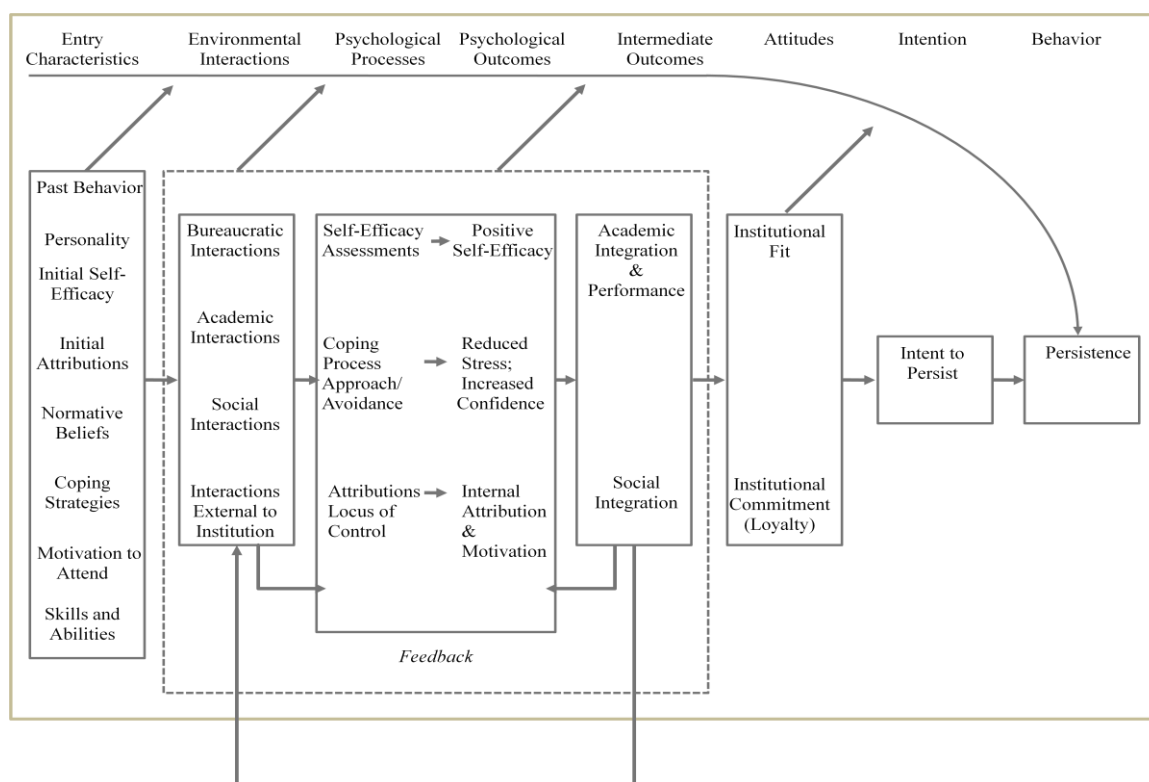 Entry
Characteristics
Environmental
Interactions
Psychological
Processes
Psychological
Outcomes
Intermediate
Outcomes
Attitudes
Intention
Behavior
Past Behavior
Personality
Initial Self-
Efficacy
Initial
Attributions
Normative
Beliefs
Coping
Strategies
Motivation to
Attend
Skills and
Abilities
Bureaucratic
Interactions
Academic
Interactions
Social
Interactions
Interactions
External to
Institution
Self-Efficacy
Assessments
Positive
Self-Efficacy
Coping
Process
Approach/
Avoidance
Reduced
Stress;
Increased
Confidence
Attributions
Locus of
Control
Internal
Attribution
&
Motivation
Feedback
Academic
Integration
&
Performance
Social
Integration
Institutional
Fit
Institutional
Commitment
(Loyalty)
Intent to
Persist
Persistence